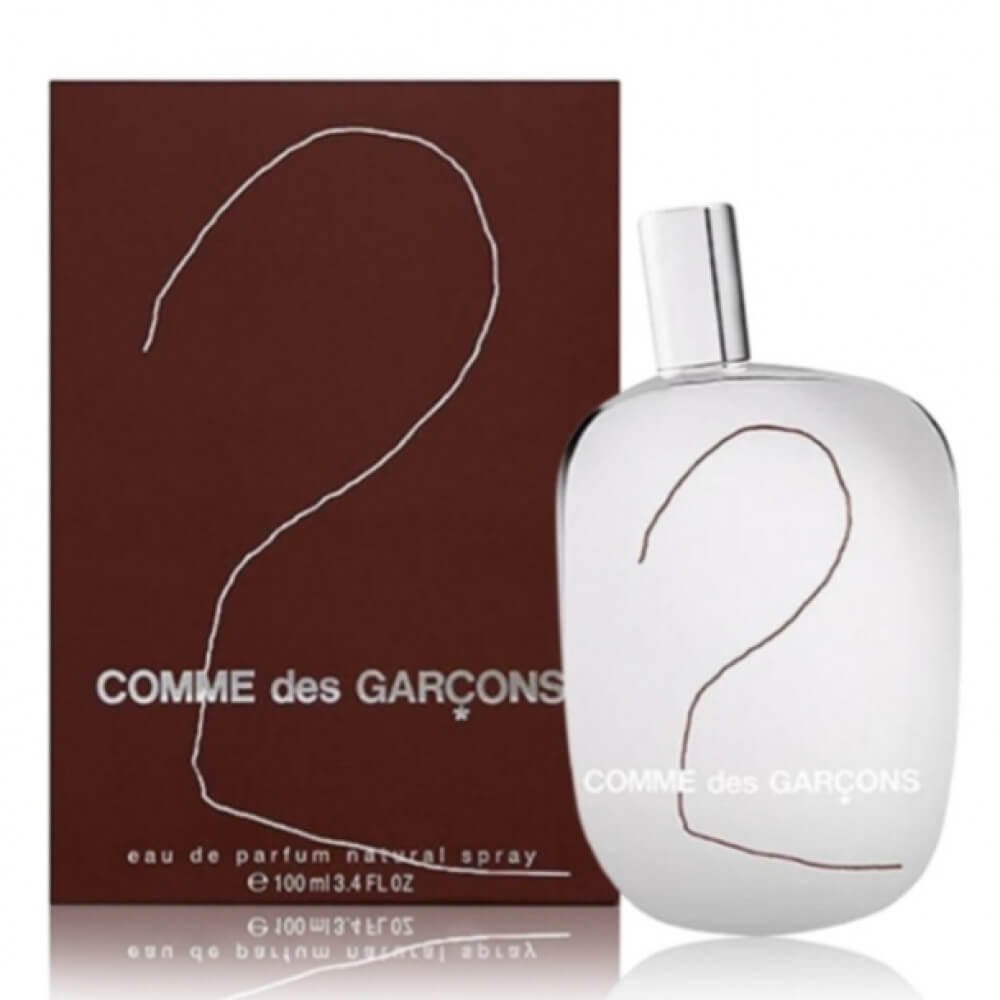 2
COMME des GARÇONS
*
eau de parfum natural spray
℮ 100 ml 3.4 FL OZ
2
COMME des GARÇONS